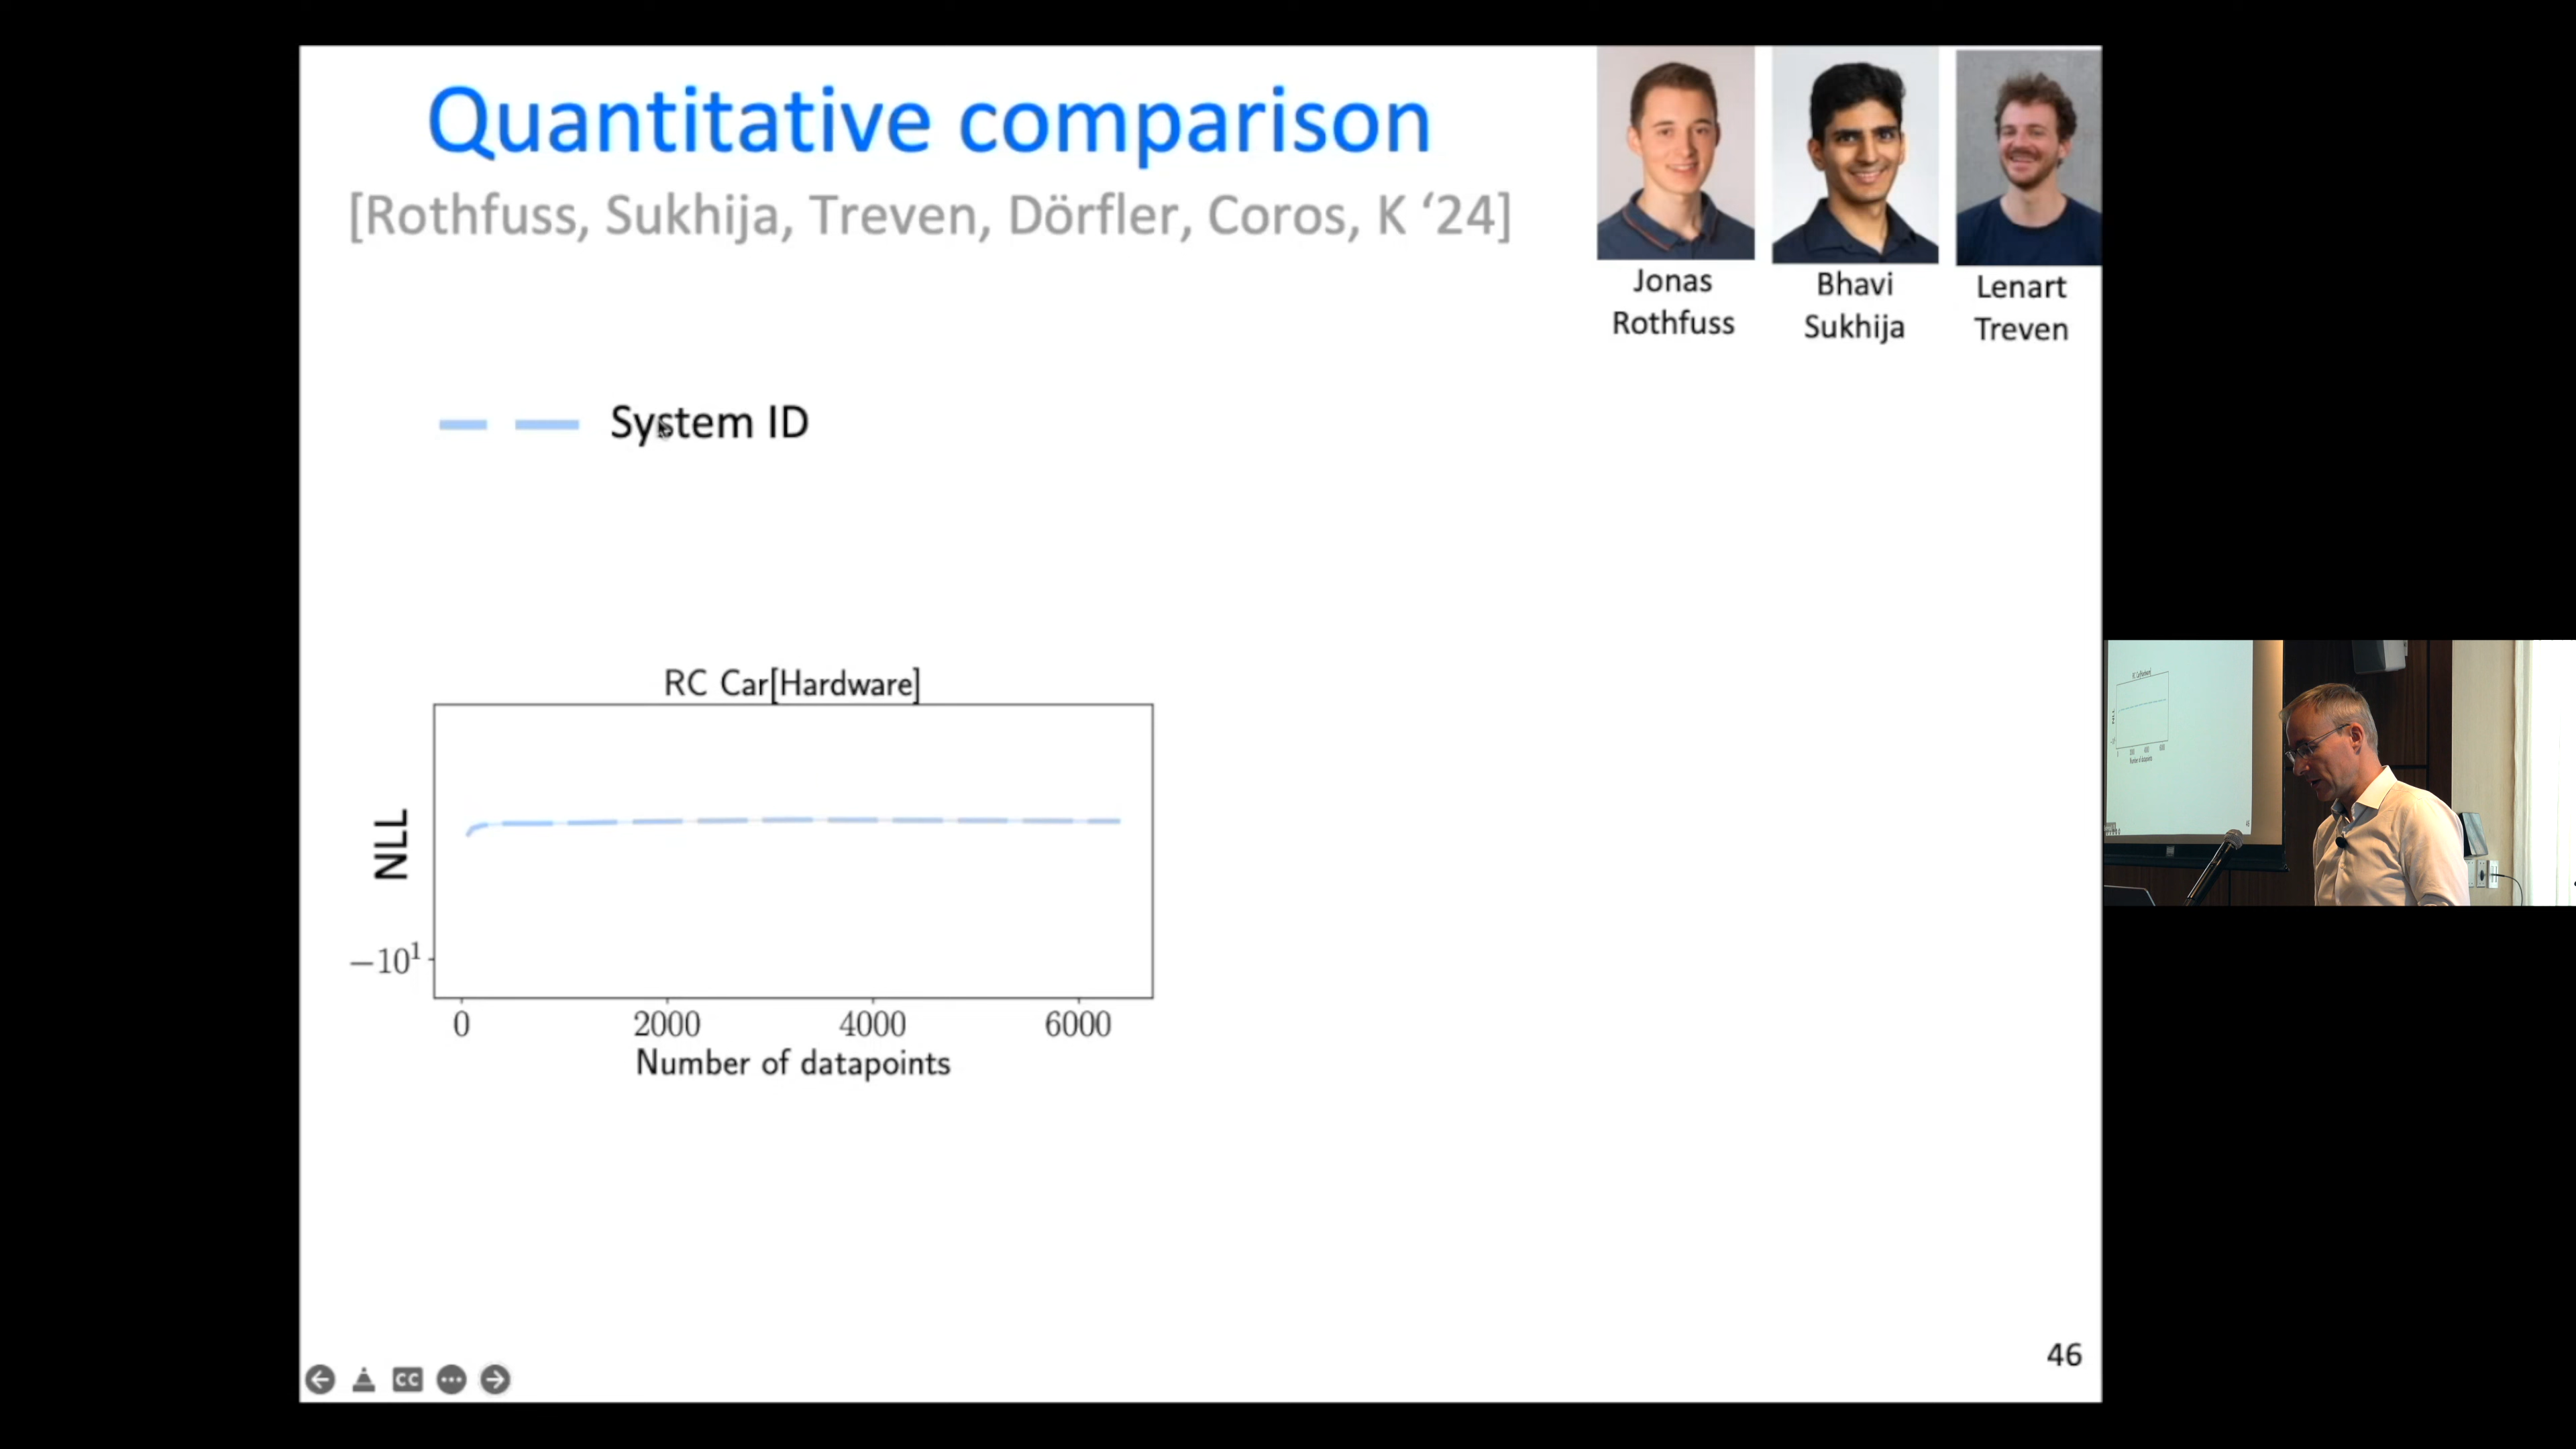 Quantitative comparison
[Rothfuss, Sukhija, Treven, Dörfler, Coros, K ‘24]
Jonas
Rothfuss
Bhavi
Sukhija
Lenart
Treven
System ID
RC Car[Hardware]
NLL
−10¹
0 2000 4000 6000
Number of datapoints
46
CC